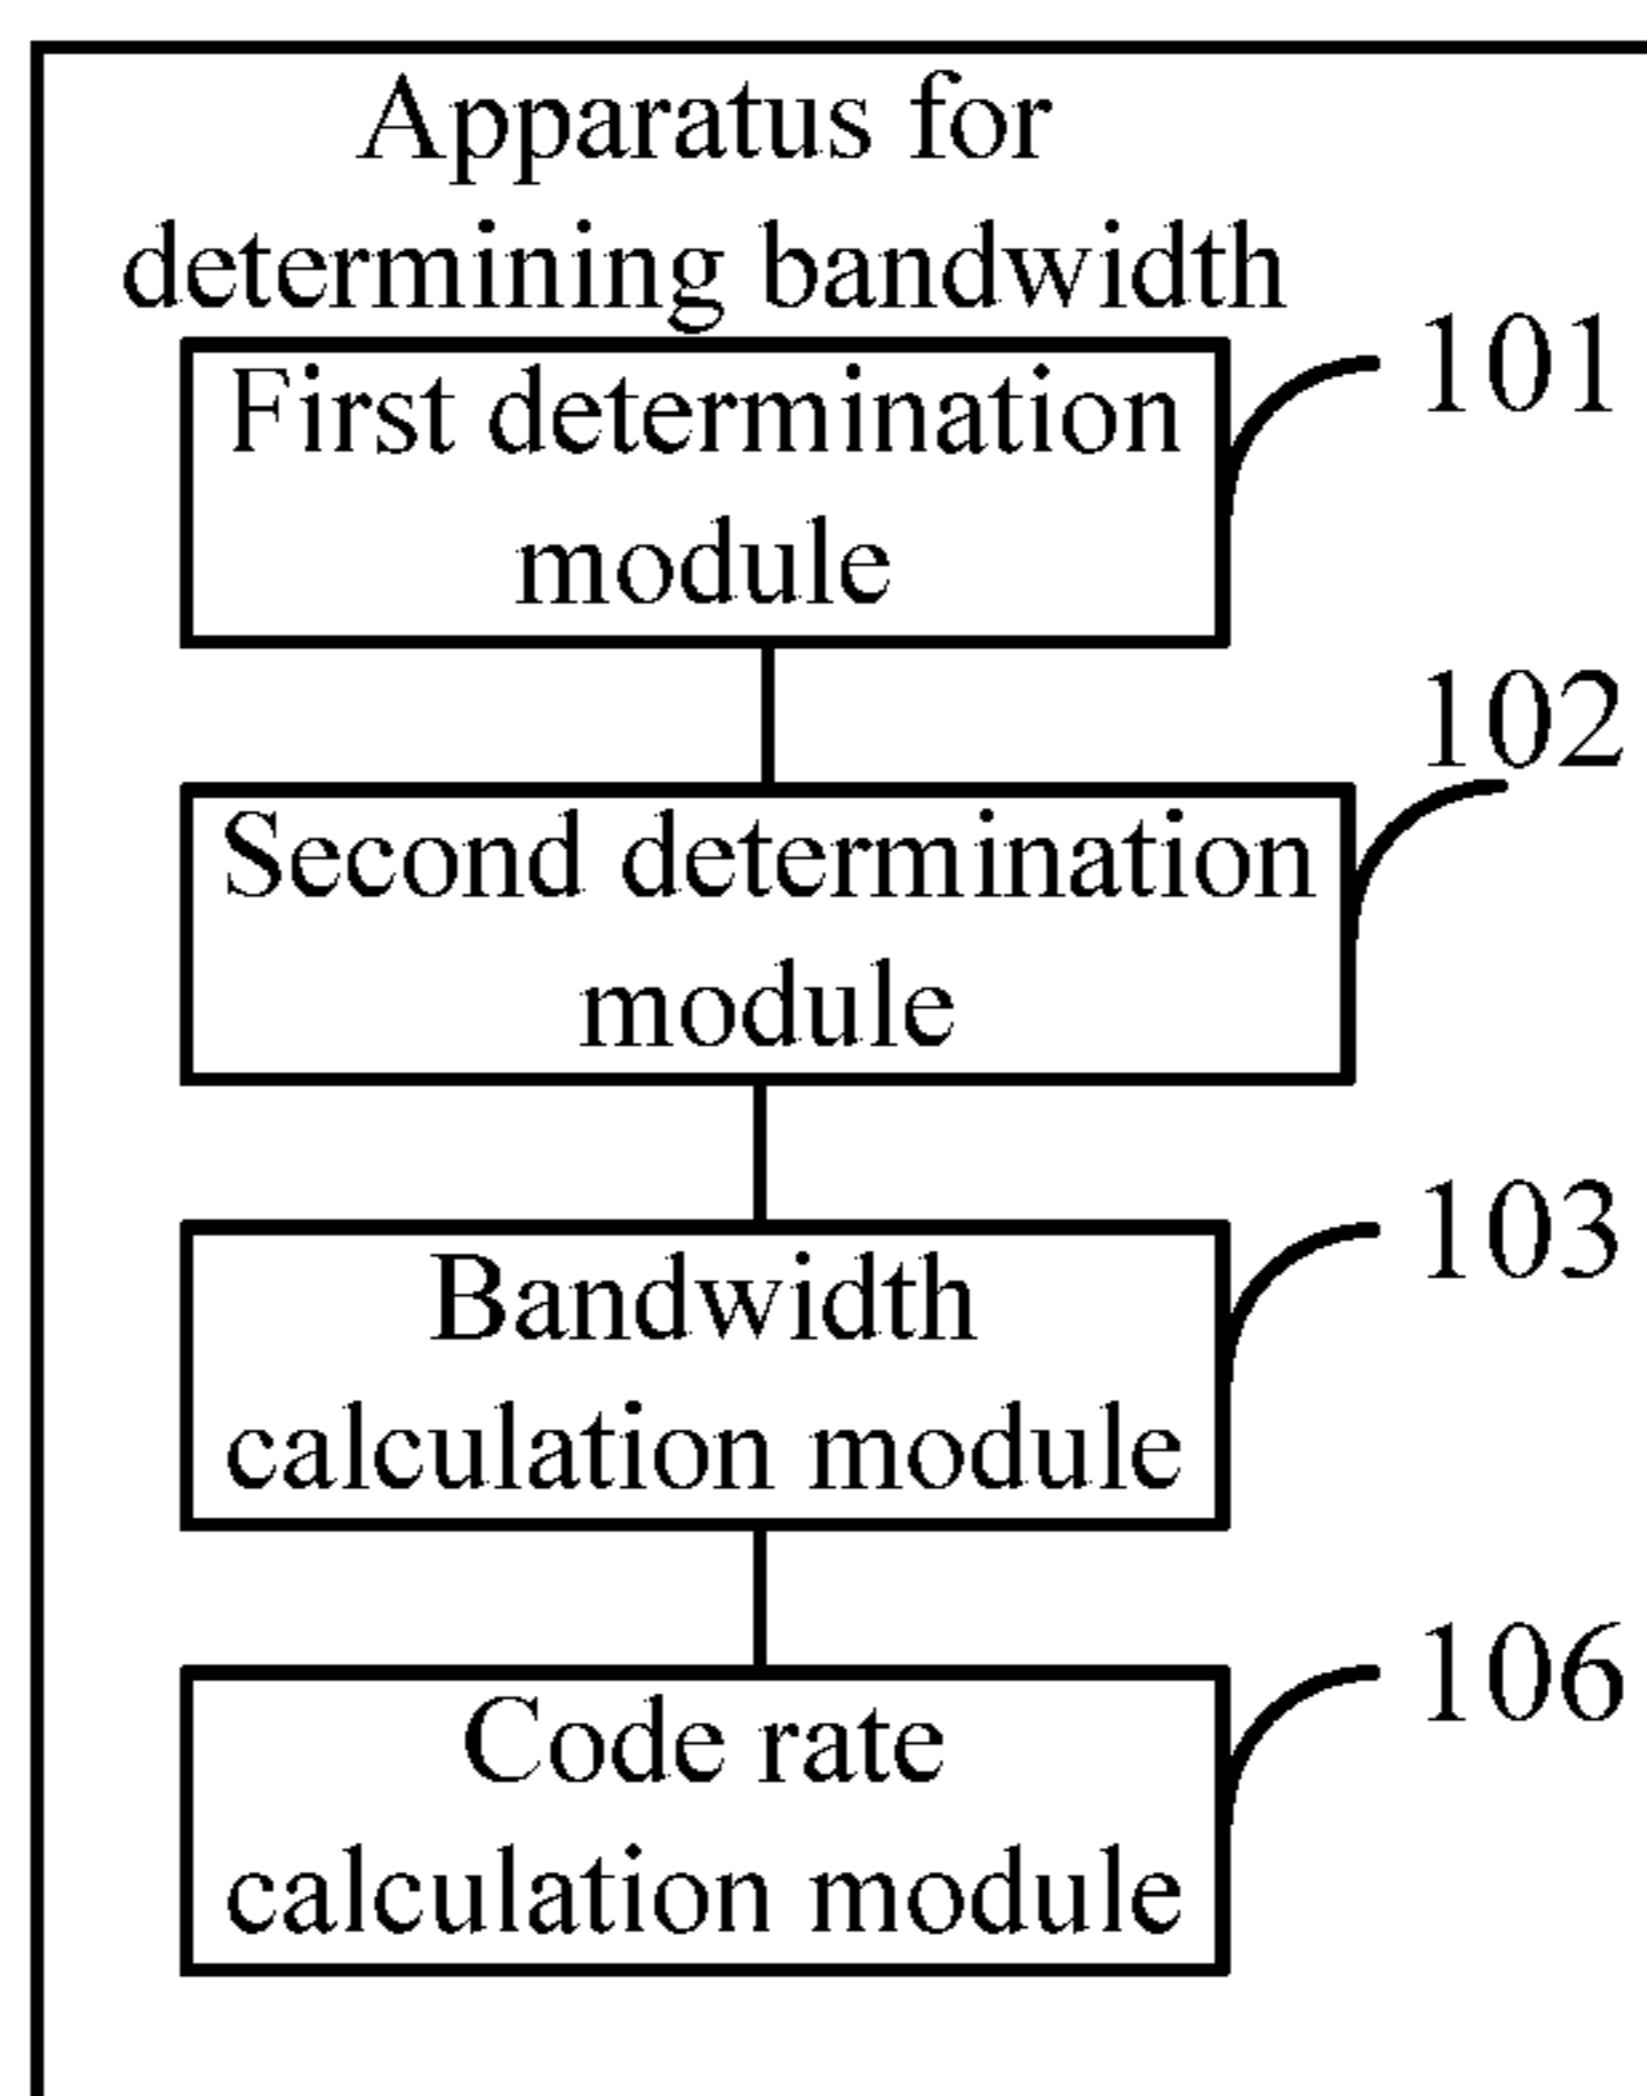 Apparatus for
determining bandwidth
First determination
module
101
Second determination
module
102
Bandwidth
calculation module
103
Code rate
calculation module
106